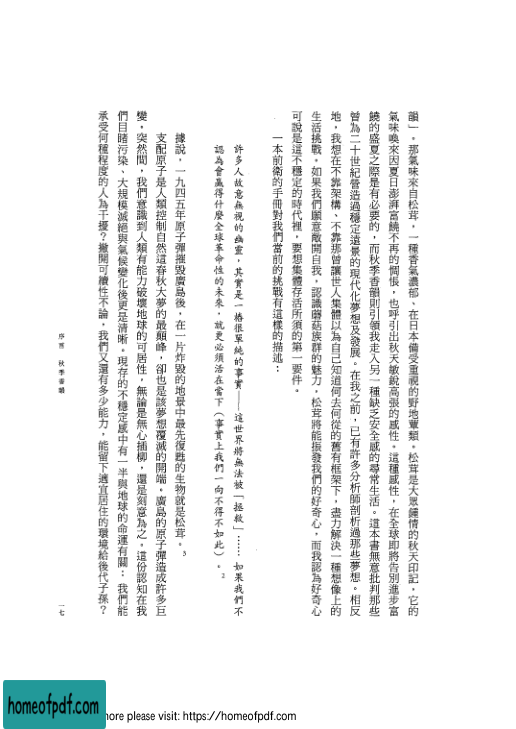 韻」。那氣味來自松茸，一種香氣濃郁、在日本備受重視的野地蕈類。松茸是大眾鍾情的秋天印記，它的
氣味喚來因夏日澎湃富饒不再的惆悵，也呼引出秋天敏銳高張的感性。這種感性，在全球即將告別進步富
饒的盛夏之際是有必要的，而秋季香韻則引領我走入另一種缺乏安全感的尋常生活。這本書無意批判那些
曾為二十世紀營造過穩定遠景的現代化夢想及發展。在我之前，已有許多分析師剖析過那些夢想。相反
地，我想在不靠架構、不靠那曾讓世人集體以為自己知道何去何從的舊有框架下，盡力解決一種想像上的
生活挑戰。如果我們願意敞開自我，認識蘑菇族群的魅力，松茸將能振發我們的好奇心，而我認為好奇心
可說是這不穩定的時代裡，要想集體存活所須的第一要件。
一本前衛的手冊對我們當前的挑戰有這樣的描述：
許多人故意無視的幽靈，其實是一樁很單純的事實──這世界將無法被「拯救」……如果我們不
認為會贏得什麼全球革命性的未來，就更必須活在當下（事實上我們一向不得不如此）。2
據說，一九四五年原子彈摧毀廣島後，在一片炸毀的地景中最先復甦的生物就是松茸。3
支配原子是人類控制自然這春秋大夢的最顛峰，卻也是該夢想覆滅的開端，廣島的原子彈造成許多巨
變，突然間，我們意識到人類有能力破壞地球的可居性，無論是無心插柳，還是刻意為之。這份認知在我
們目睹污染、大規模滅絕與氣候變化後更是清晰。現存的不穩定感中有一半與地球的命運有關：我們能
承受何種程度的人為干擾？撇開可續性不論，我們又還有多少能力，能留下適宜居住的環境給後代子孫？
序言 秋季香韻
一七
homeofpdf.com
more please visit: https://homeofpdf.com